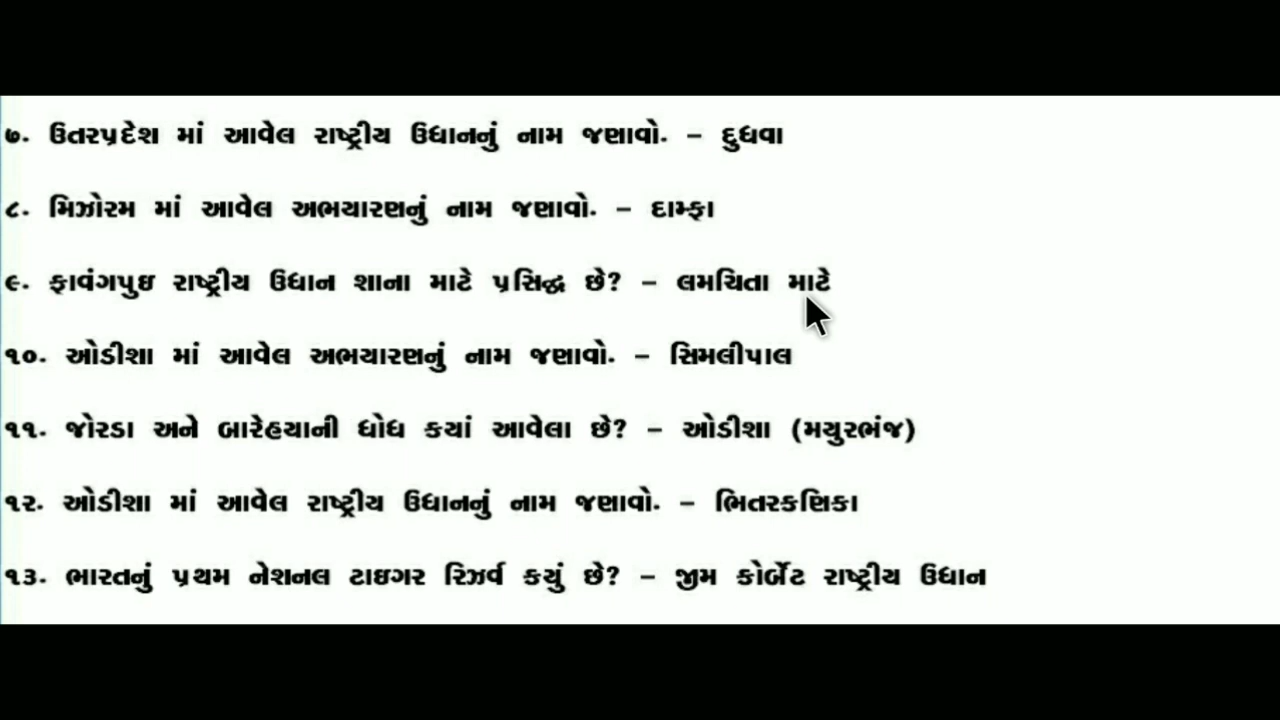 ૭. ઉતરપ્રદેશ માં આવેલ રાષ્ટ્રીય ઉધાનનું નામ જણાવો. – દુધવા
૮. મિઝોરમ માં આવેલ અભયારણનું નામ જણાવો. – દામ્ફા
૯. ફાવંગપુઇ રાષ્ટ્રીય ઉધાન શાના માટે પ્રસિદ્ધ છે? – લમચિતા માટે
૧૦. ઓડીશા માં આવેલ અભયારણનું નામ જણાવો. – સિમલીપાલ
૧૧. જોરડા અને બારેહયાની ધોધ કયાં આવેલા છે? – ઓડીશા (મયુરભંજ)
૧૨. ઓડીશા માં આવેલ રાષ્ટ્રીય ઉધાનનું નામ જણાવો. – ભિતરકણિકા
૧૩. ભારતનું પ્રથમ નેશનલ ટાઇગર રિઝર્વ કયું છે? – જીમ કોર્બેટ રાષ્ટ્રીય ઉધાન